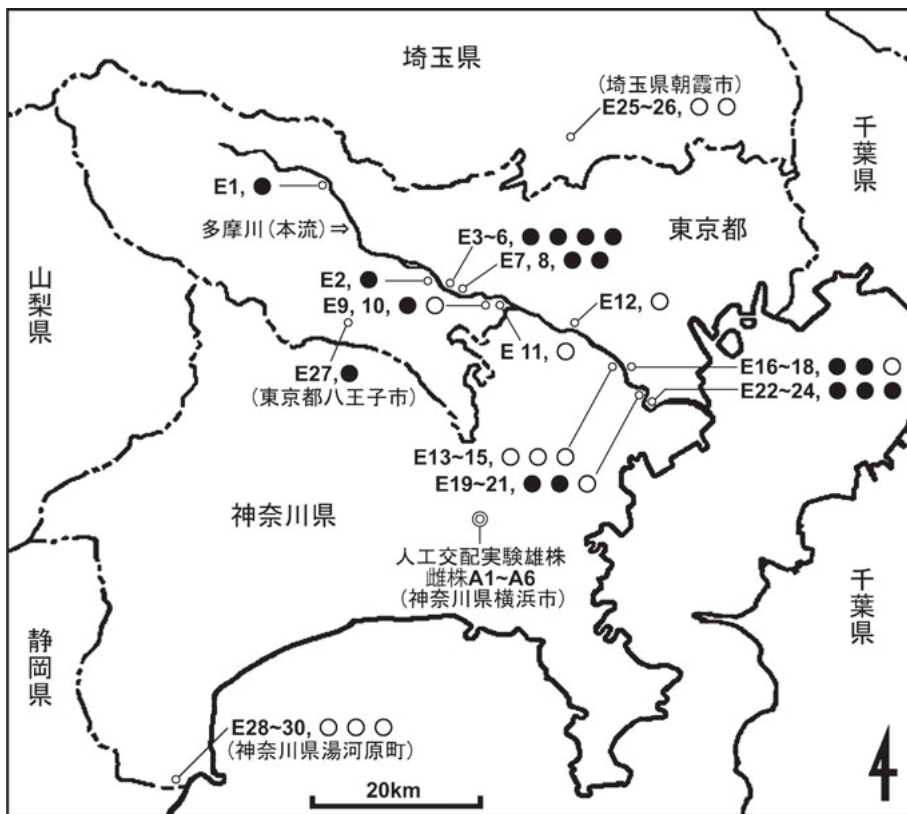 埼玉県
(埼玉県朝霞市)
E25~26, ○ ○
千葉県
E1, ●
多摩川(本流)⇒
E3~6, ● ● ● ●
E7, 8, ● ●
東京都
山梨県
E2, ●
E9, 10, ● ○
E12, ○
E 11, ○
E27, ●
(東京都八王子市)
E16~18, ● ● ○
E22~24, ● ● ●
E13~15, ○ ○ ○
E19~21, ● ● ○
神奈川県
人工交配実験雄株
雌株A1~A6
(神奈川県横浜市)
千葉県
静岡県
E28~30, ○ ○ ○
(神奈川県湯河原町)
20km